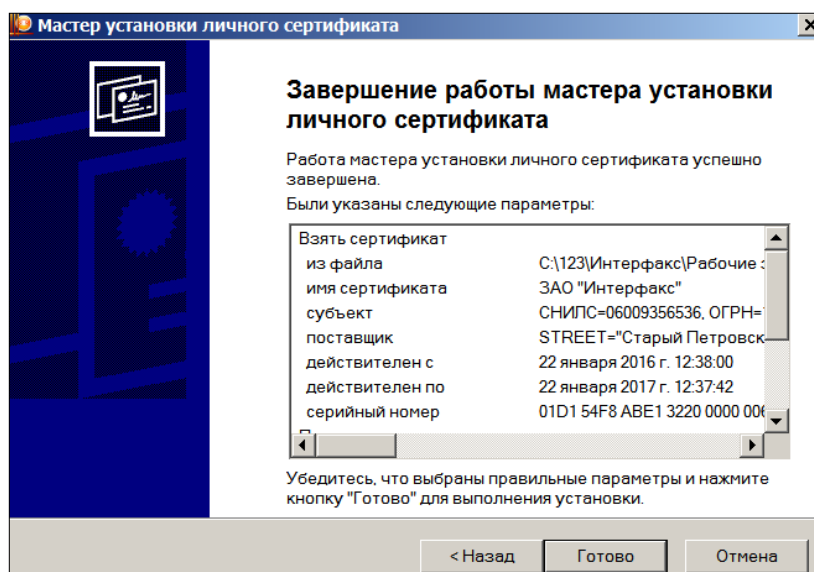 Мастер установки личного сертификата
Завершение работы мастера установки
личного сертификата
Работа мастера установки личного сертификата успешно
завершена.
Были указаны следующие параметры:
Взять сертификат
из файла C:\123\Интерфакс\Рабочие
имя сертификата ЗАО "Интерфакс"
субъект СНИЛС=06009356536, ОГРН=
поставщик STREET="Старый Петровск
действителен с 22 января 2016 г. 12:38:00
действителен по 22 января 2017 г. 12:37:42
серийный номер 01D1 54F8 ABE1 3220 0000 006
Убедитесь, что выбраны правильные параметры и нажмите
кнопку "Готово" для выполнения установки.
< Назад Готово Отмена